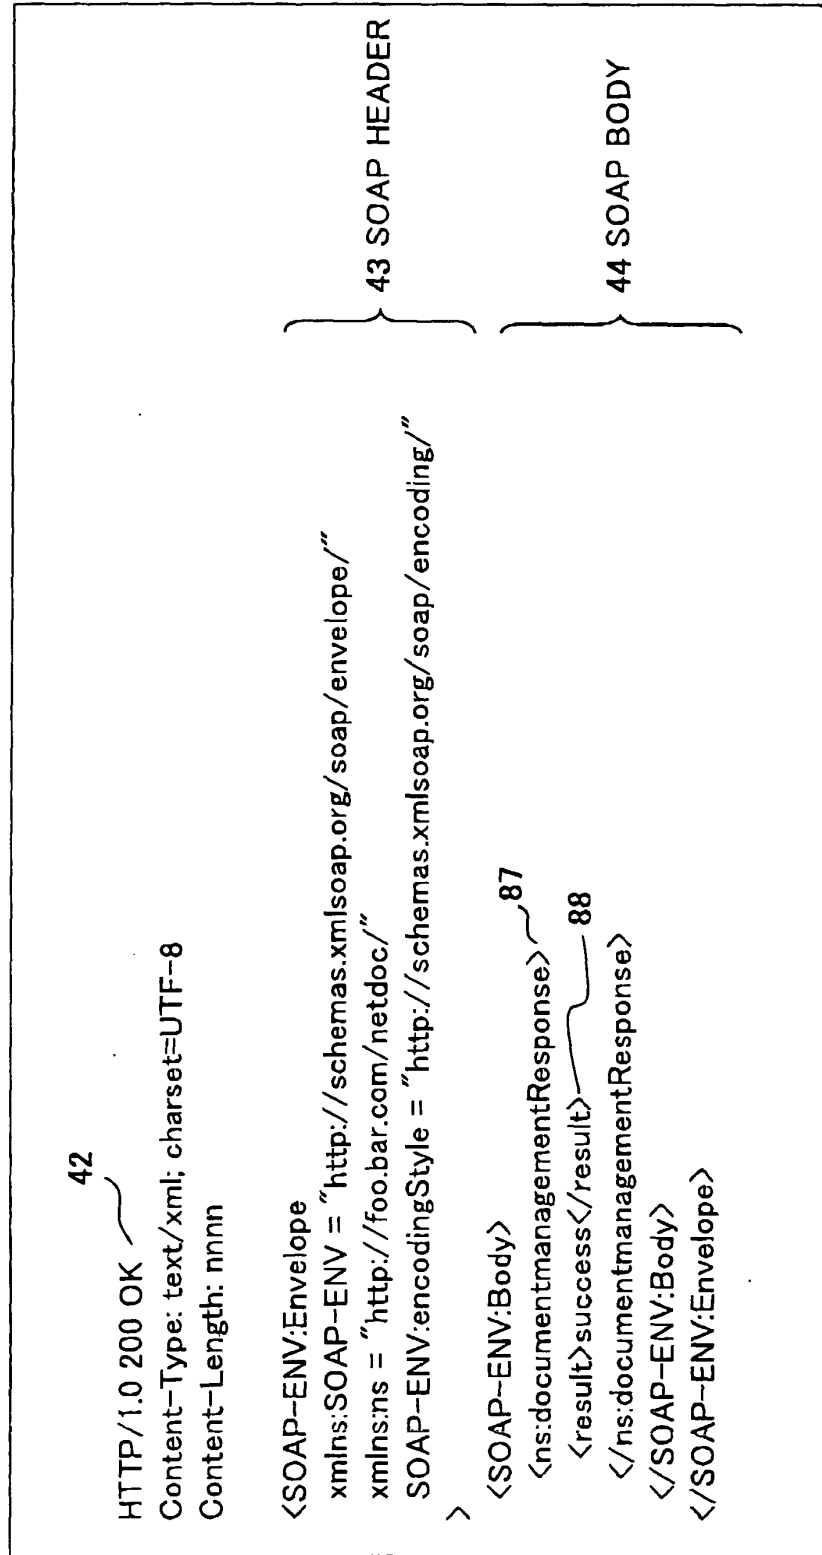 42
HTTP/1.0 200 OK
Content-Type: text/xml; charset=UTF-8
Content-Length: nnnn
<SOAP-ENV:Envelope
xmlns:SOAP-ENV = "http://schemas.xmlsoap.org/soap/envelope/"
xmlns:ns = "http://foo.bar.com/netdoc/"
SOAP-ENV:encodingStyle = "http://schemas.xmlsoap.org/soap/encoding/"
>
43 SOAP HEADER
<SOAP-ENV:Body>
<ns:documentmanagementResponse> 87
<result>success</result> 88
</ns:documentmanagementResponse>
</SOAP-ENV:Body>
</SOAP-ENV:Envelope>
44 SOAP BODY